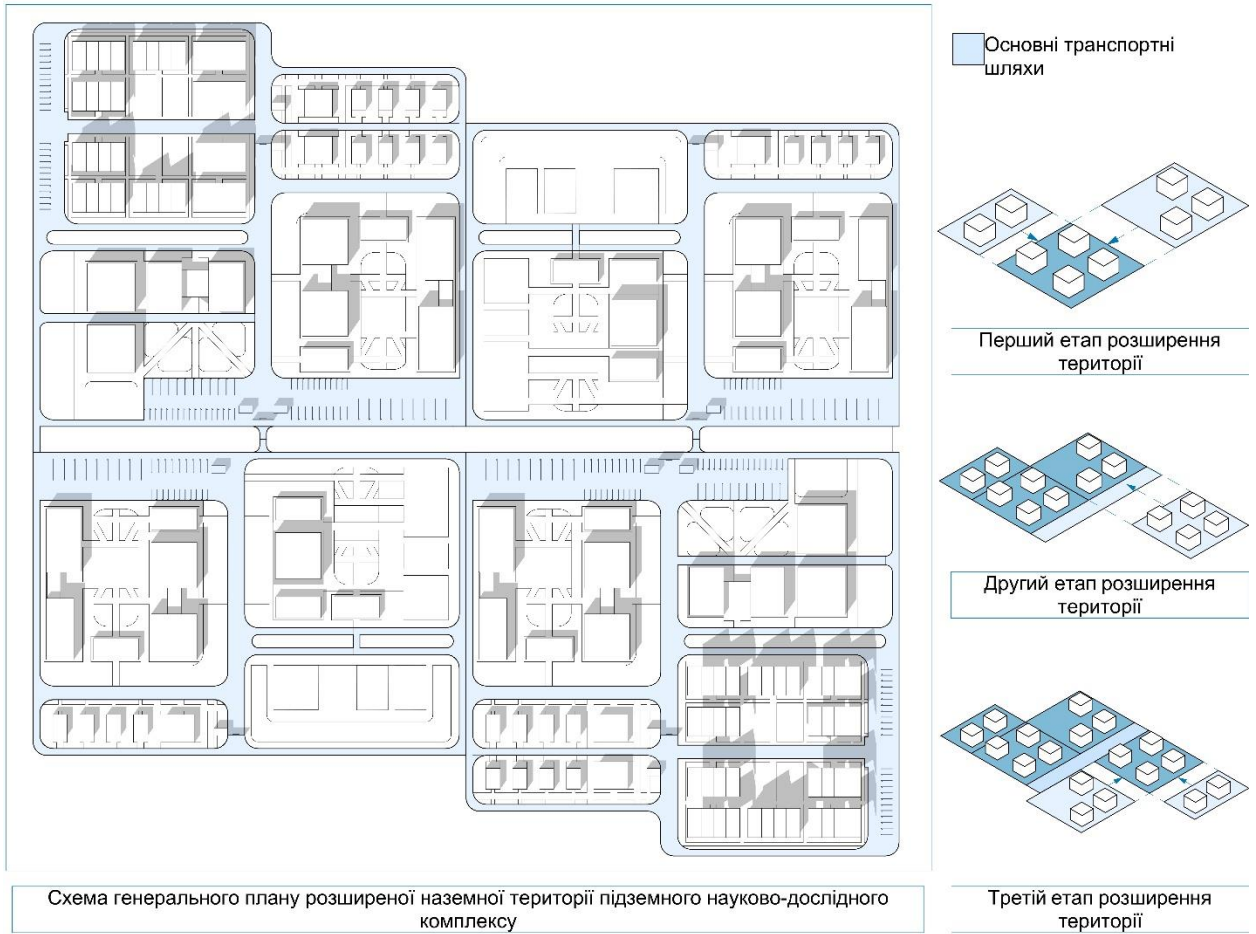 Основні транспортні
шляхи
Перший етап розширення
території
Другий етап розширення
території
Схема генерального плану розширеної наземної території підземного науково-дослідного
комплексу
Третій етап розширення
території